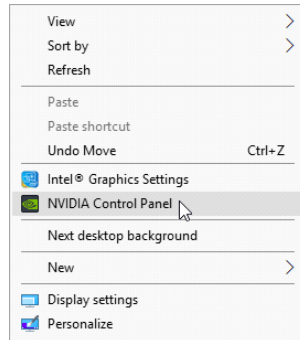 View
Sort by
Refresh
Paste
Paste shortcut
Undo Move Ctrl+Z
Intel® Graphics Settings
NVIDIA Control Panel
Next desktop background
New
Display settings
Personalize